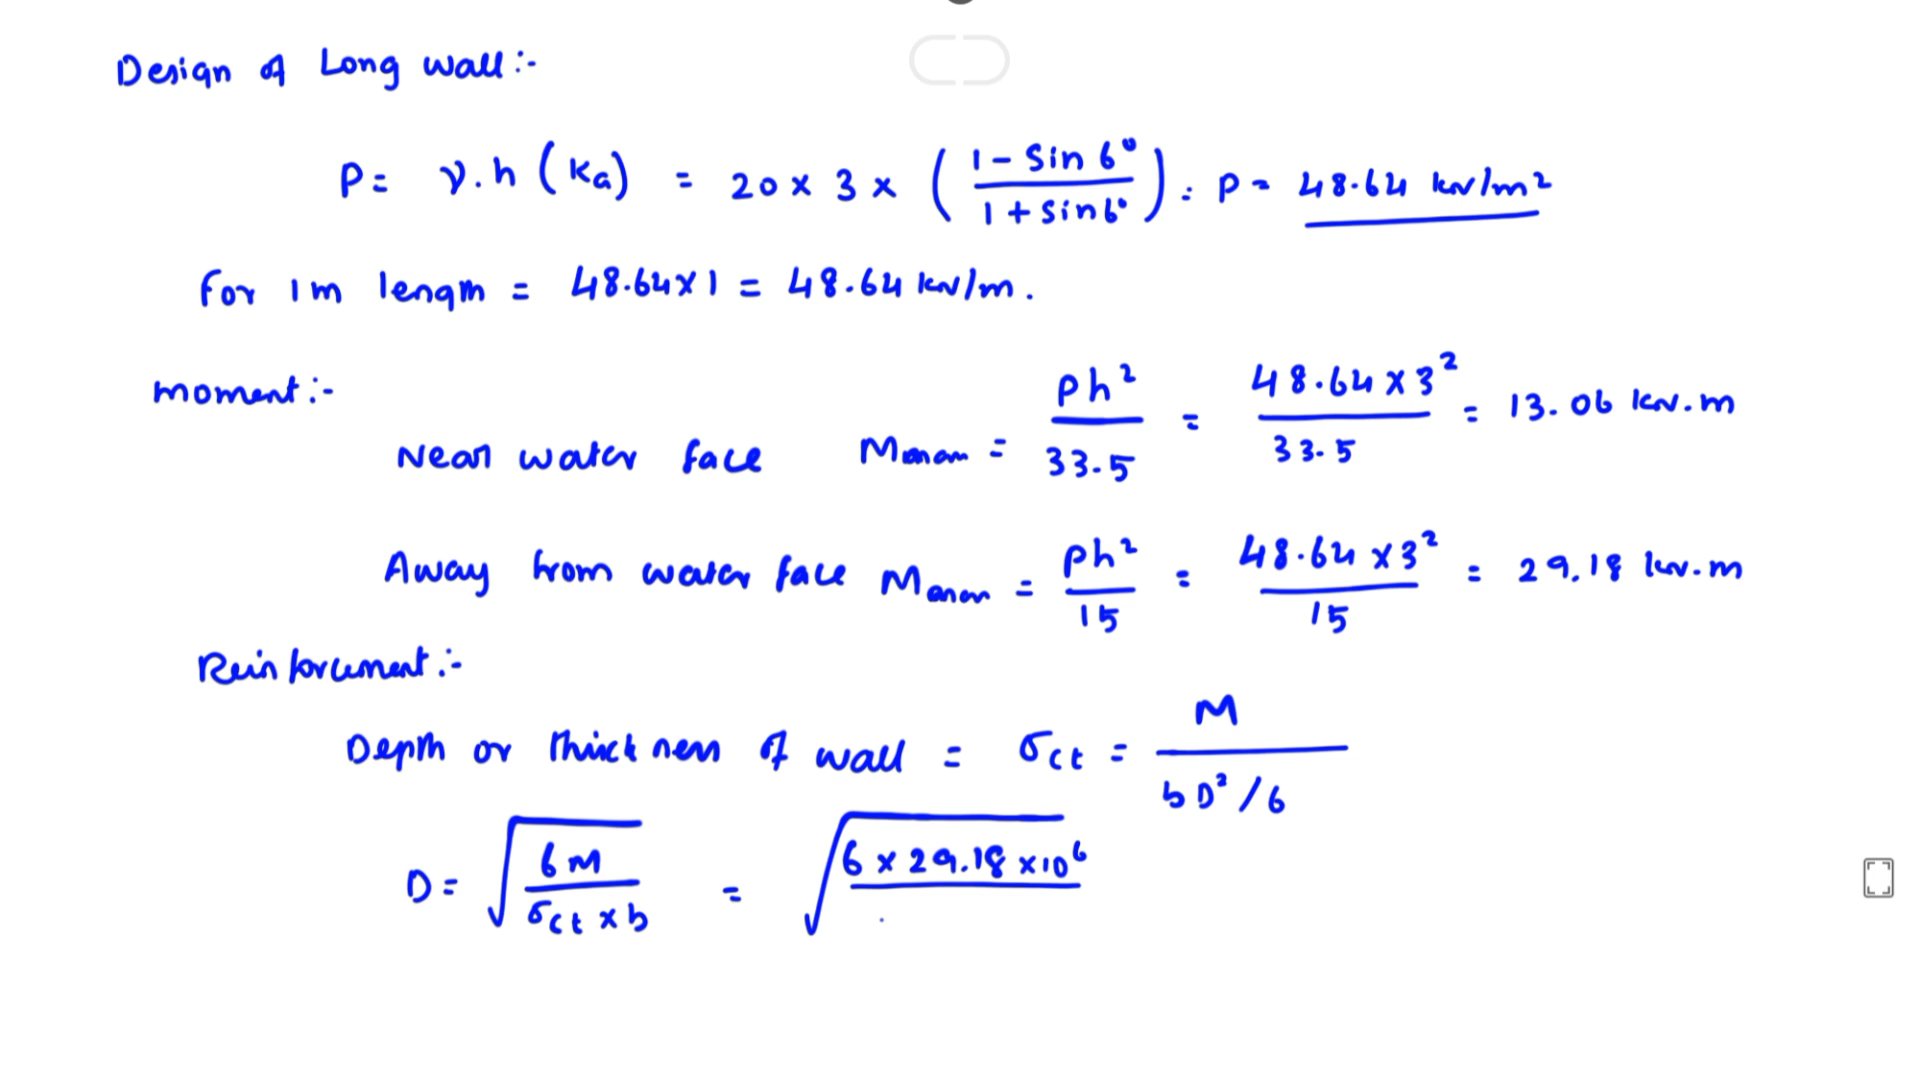 Design of Long wall :-
P = γ.h (Ka) = 20 x 3 x ( 1 - Sin 6° / 1 + Sin 6° ) : P = 48.64 kN/m²
For 1m length = 48.64 x 1 = 48.64 kN/m.
moment :-
Near water face Mmax = Ph² / 33.5 = 48.64 x 3² / 33.5 = 13.06 kN.m
Away from water face Mmax = Ph² / 15 = 48.64 x 3² / 15 = 29.18 kN.m
Reinforcement :-
Depth or thickness of wall = σct = M / bD²/6
D = √( 6M / σct x b ) = √( 6 x 29.18 x 10⁶